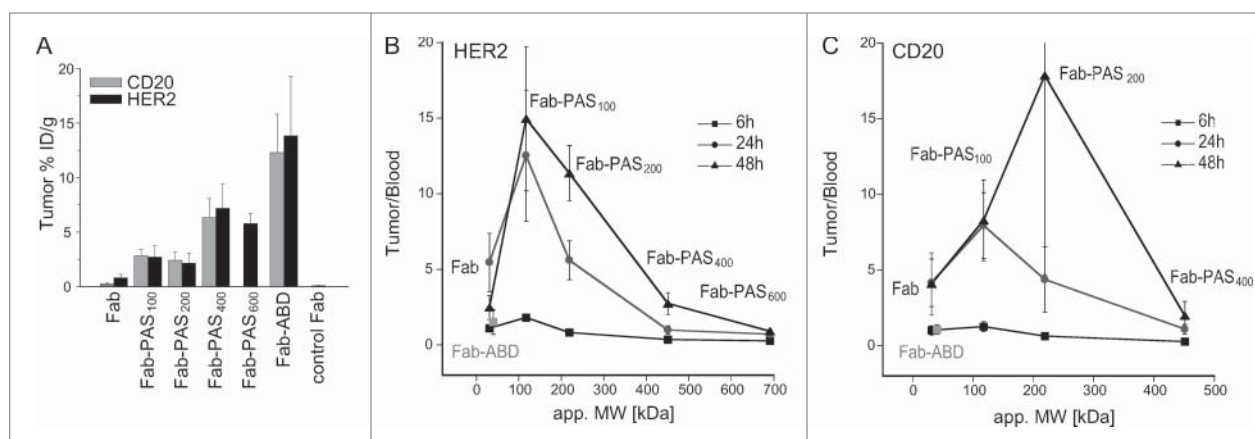 A
20
15
10
5
0
Tumor % ID/g
CD20
HER2
Fab
Fab-PAS100
Fab-PAS200
Fab-PAS400
Fab-PAS600
Fab-ABD
control Fab
B
HER2
20
15
10
5
0
Tumor/Blood
Fab-PAS100
6h
24h
48h
Fab-PAS200
Fab
Fab-PAS400
Fab-PAS600
Fab-ABD
0 100 200 300 400 500 600 700
app. MW [kDa]
C
CD20
20
15
10
5
0
Tumor/Blood
Fab-PAS200
6h
24h
48h
Fab-PAS100
Fab
Fab-PAS400
Fab-ABD
0 100 200 300 400 500
app. MW [kDa]